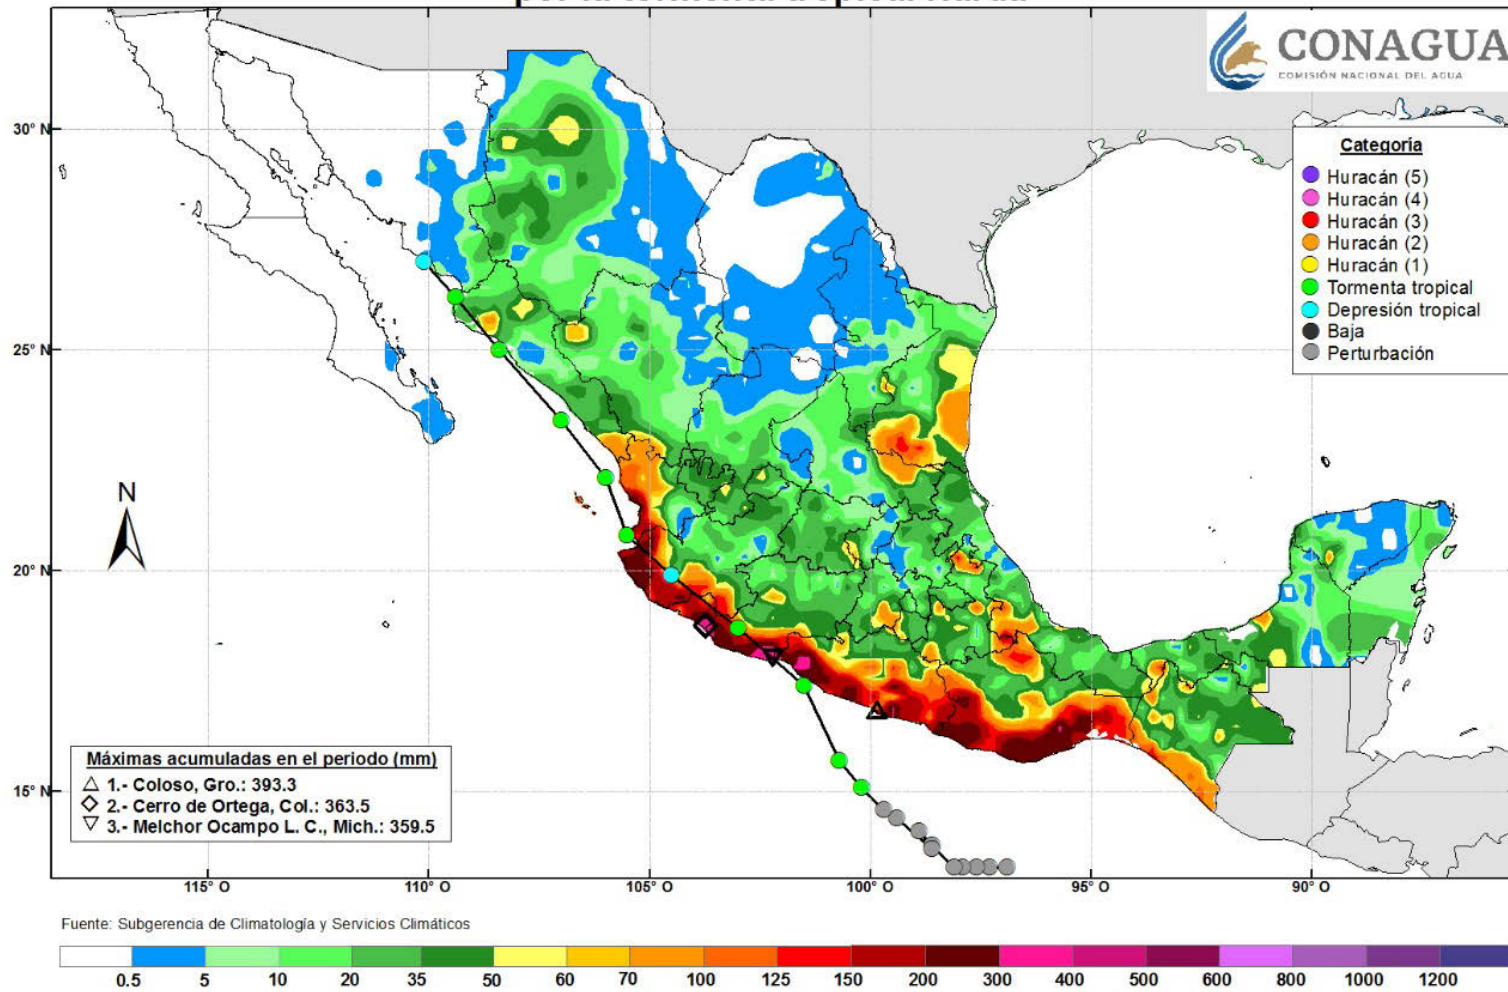 CONAGUA
COMISIÓN NACIONAL DEL AGUA
Categoría
Huracán (5)
Huracán (4)
Huracán (3)
Huracán (2)
Huracán (1)
Tormenta tropical
Depresión tropical
Baja
Perturbación
30° N
25° N
20° N
15° N
N
Máximas acumuladas en el periodo (mm)
1.- Coloso, Gro.: 393.3
2.- Cerro de Ortega, Col.: 363.5
3.- Melchor Ocampo L. C., Mich.: 359.5
115° O
110° O
105° O
100° O
95° O
90° O
Fuente: Subgerencia de Climatología y Servicios Climáticos
0.5 5 10 20 35 50 60 70 100 125 150 200 300 400 500 600 800 1000 1200